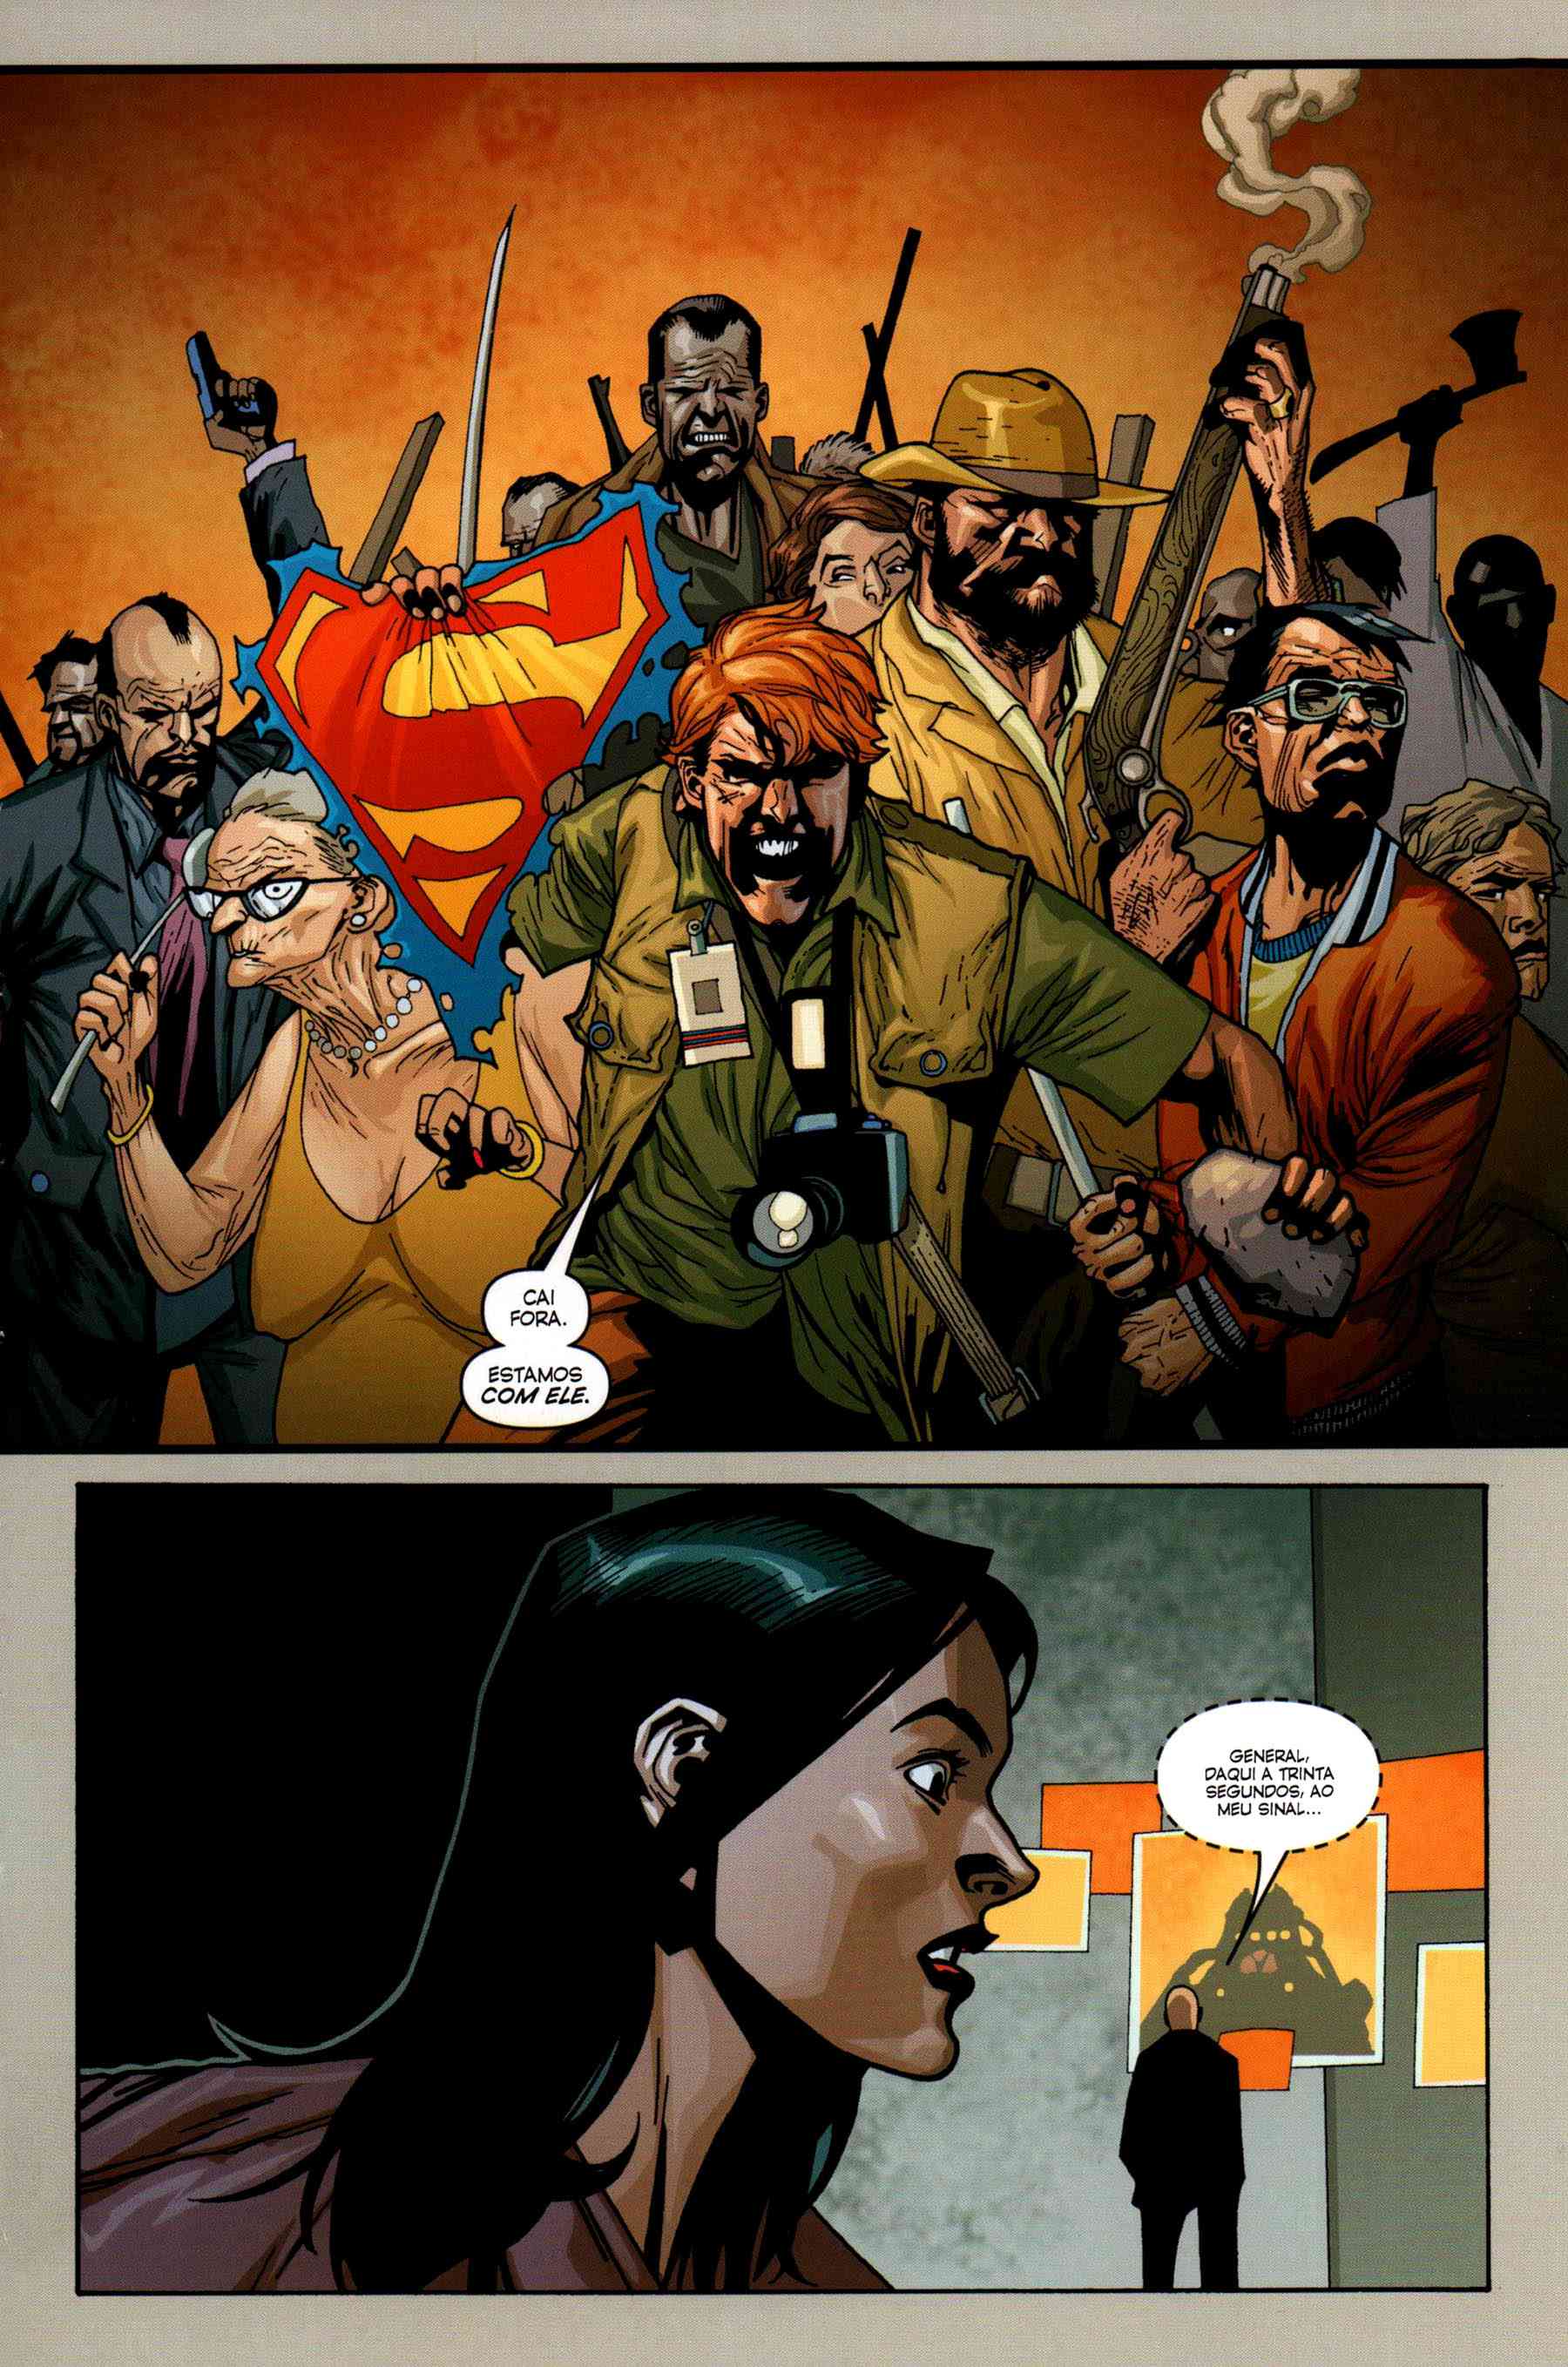 CAI
FORA.
ESTAMOS
COM ELE.
GENERAL,
DAQUI A TRINTA
SEGUNDOS, AO
MEU SINAL...